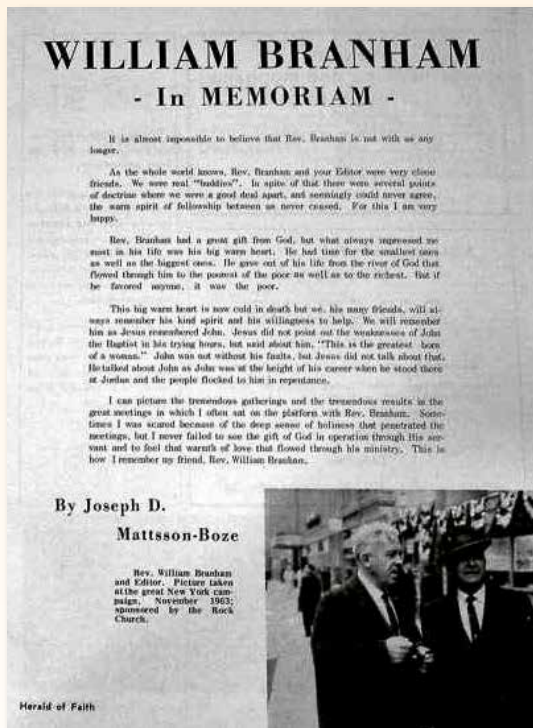 WILLIAM BRANHAM
- In MEMORIAM -
It is almost impossible to believe that Rev. Branham is not with us any
longer.
As the whole world knows, Rev. Branham and your Editor were very close
friends. We were real "buddies". In spite of that there were several points
of doctrine where we were a good deal apart, and seemingly could never agree,
the warm spirit of fellowship between us never ceased. For this I am very
happy.
Rev. Branham had a great gift from God, but what always impressed me
most in his life was his big warm heart. He had time for the smallest ones
as well as the biggest ones. He gave out of his life from the river of God that
flowed through him to the poorest of the poor as well as to the richest. But if
he favored anyone, it was the poor.
This big warm heart is now cold in death but we, his many friends, will al-
ways remember his kind spirit and his willingness to help. We will remember
him as Jesus remembered John. Jesus did not point out the weaknesses of John
the Baptist in his trying hours, but said about him, "This is the greatest born
of a woman." John was not without his faults, but Jesus did not talk about that.
He talked about John as John was at the height of his career when he stood there
at Jordan and the people flocked to him in repentance.
I can picture the tremendous gatherings and the tremendous results in the
great meetings in which I often sat on the platform with Rev. Branham. Some-
times I was scared because of the deep sense of holiness that penetrated the
meetings, but I never failed to see the gift of God in operation through His ser-
vant and to feel that warmth of love that flowed through his ministry. This is
how I remember my friend, Rev. William Branham.
By Joseph D.
Mattsson-Boze
Rev. William Branham
and Editor. Picture taken
at the great New York cam-
paign, November 1963;
sponsored by the Rock
Church.
Herald of Faith